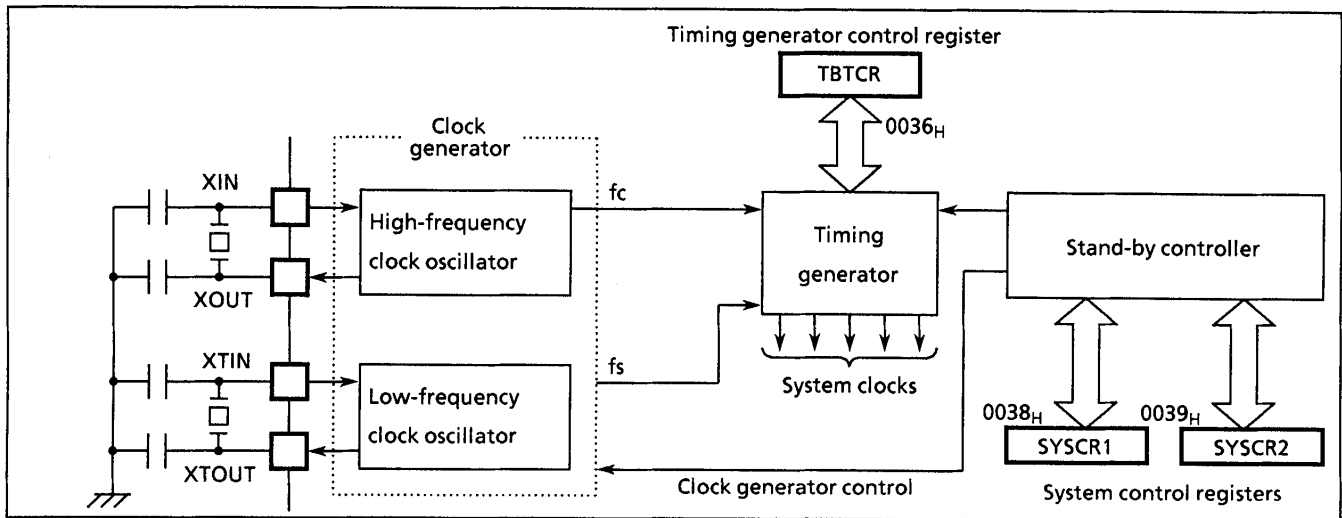 Timing generator control register
TBTCR
0036H
Clock
generator
XIN
High-frequency
clock oscillator
XOUT
fc
Timing
generator
Stand-by controller
XTIN
Low-frequency
clock oscillator
XTOUT
fs
System clocks
0038H
0039H
SYSCR1
SYSCR2
Clock generator control
System control registers